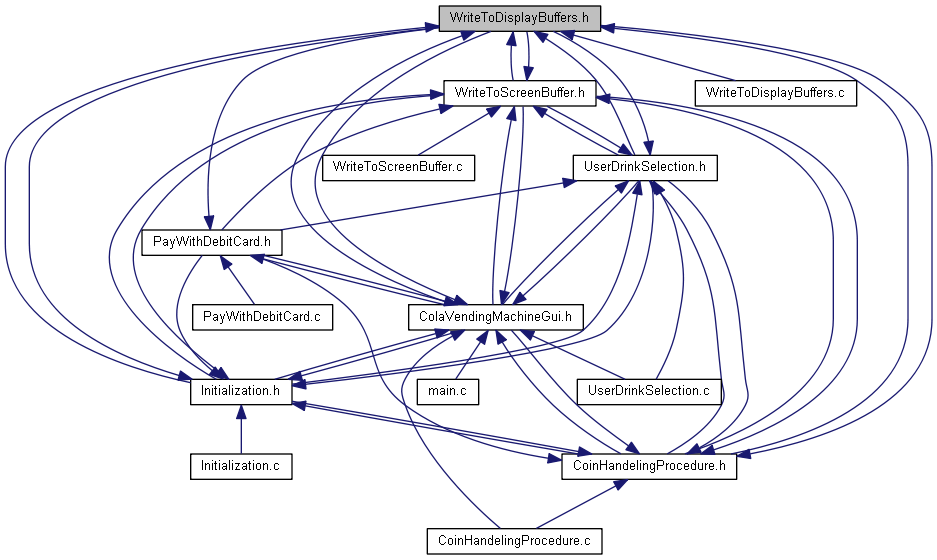 WriteToDisplayBuffers.h
WriteToScreenBuffer.h
WriteToDisplayBuffers.c
WriteToScreenBuffer.c
UserDrinkSelection.h
PayWithDebitCard.h
PayWithDebitCard.c
ColaVendingMachineGui.h
Initialization.h
main.c
UserDrinkSelection.c
Initialization.c
CoinHandelingProcedure.h
CoinHandelingProcedure.c